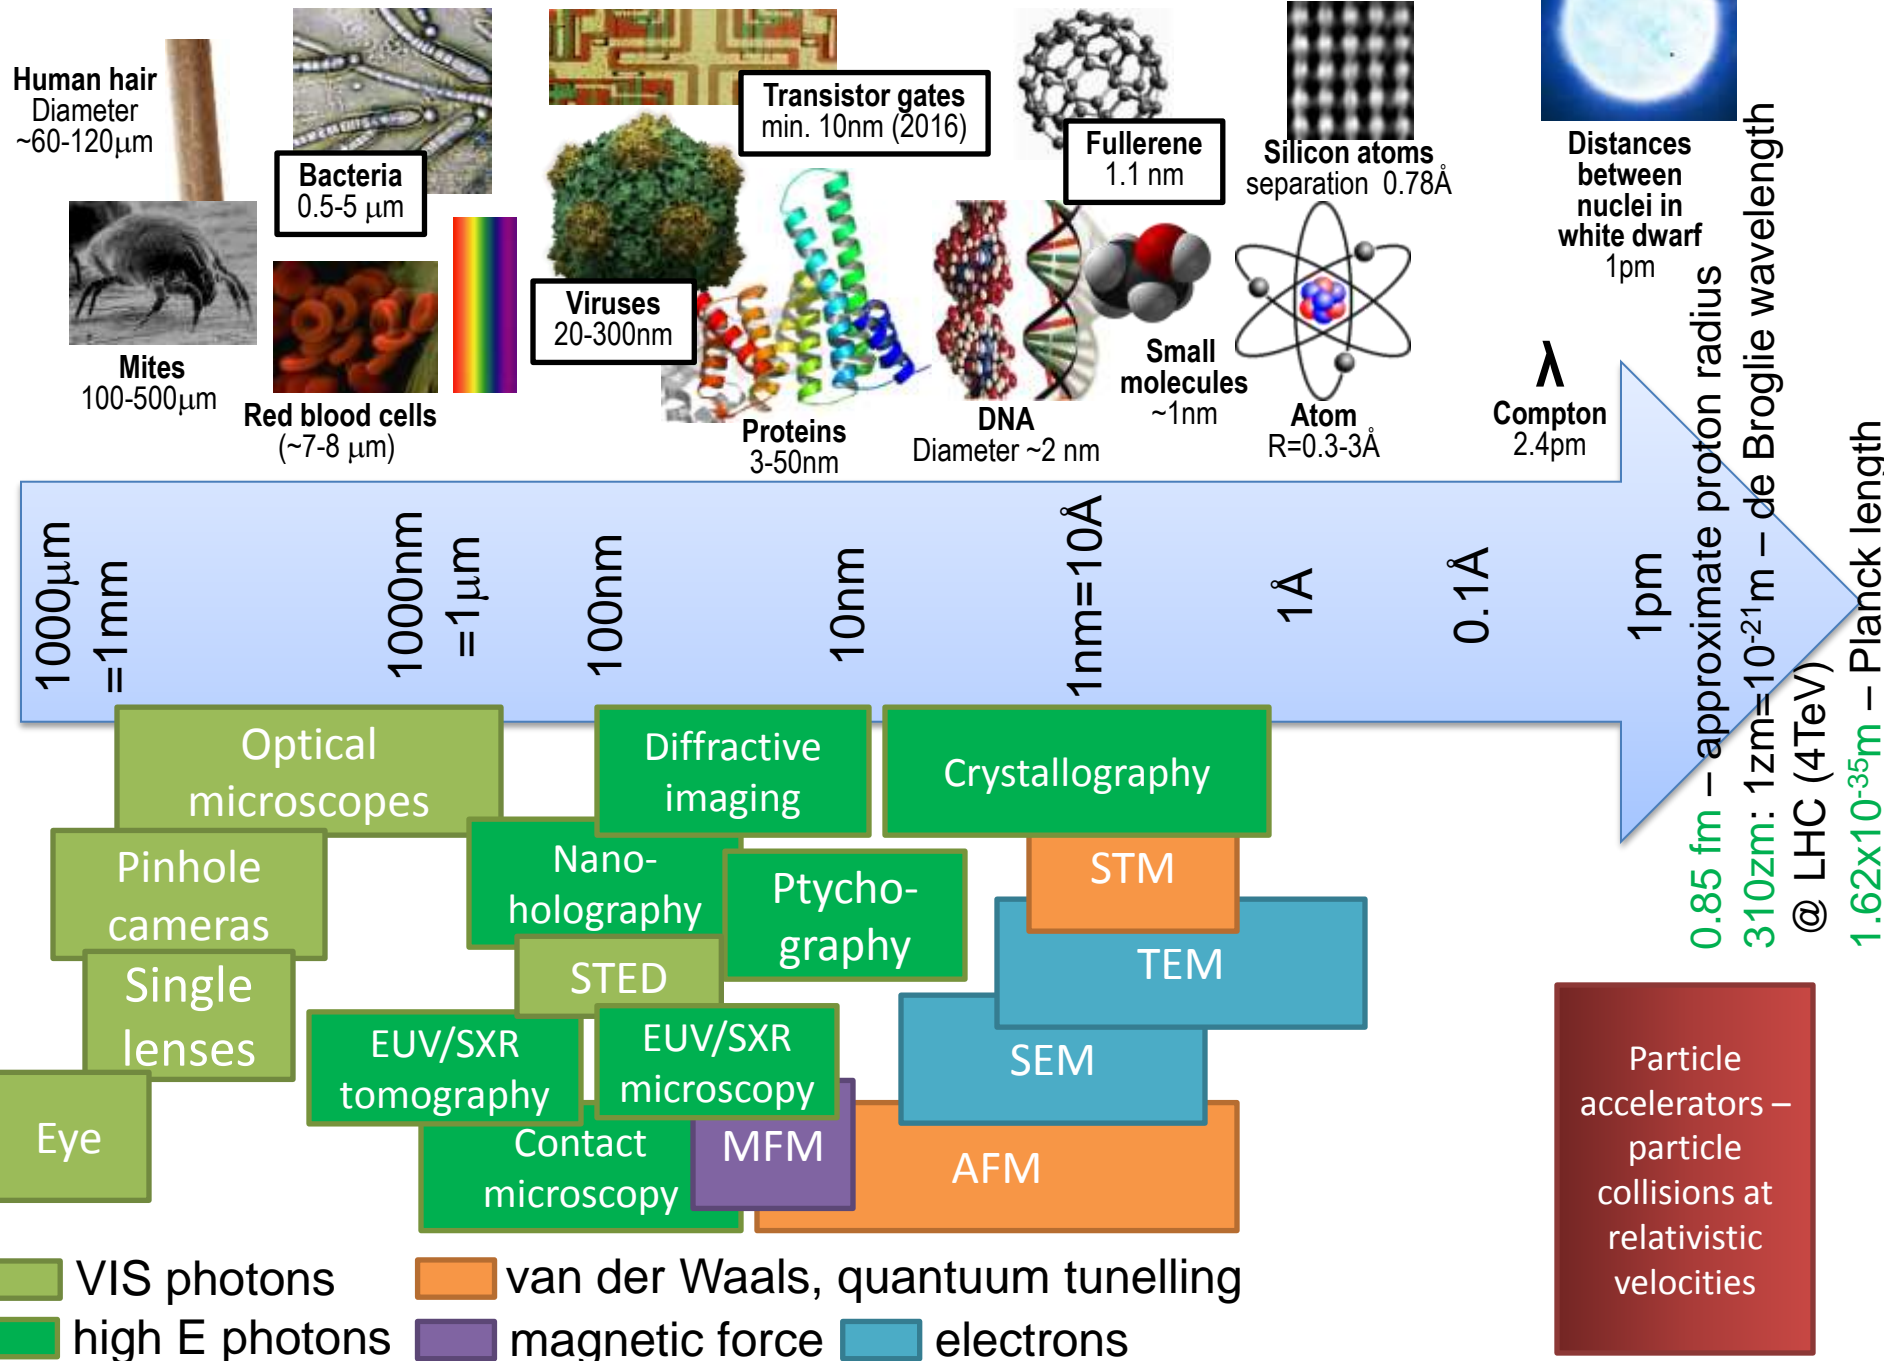 Human hair
Diameter
~60-120μm
Bacteria
0.5-5 μm
Transistor gates
min. 10nm (2016)
Fullerene
1.1 nm
Silicon atoms
separation 0.78Å
Distances
between
nuclei in
white dwarf
1pm
Mites
100-500μm
Red blood cells
(~7-8 μm)
Viruses
20-300nm
Proteins
3-50nm
DNA
Diameter ~2 nm
Small
molecules
~1nm
Atom
R=0.3-3Å
λ
Compton
2.4pm
1000μm
=1mm
1000nm
=1μm
100nm
10nm
1nm=10Å
1Å
0.1Å
1pm
0.85 fm – approximate proton radius
310zm: 1zm=10⁻²¹m – de Broglie wavelength
@ LHC (4TeV)
1.62x10⁻³⁵m – Planck length
Optical
microscopes
Diffractive
imaging
Crystallography
Pinhole
cameras
Nano-
holography
Ptycho-
graphy
STM
Single
lenses
STED
TEM
EUV/SXR
tomography
EUV/SXR
microscopy
SEM
Eye
Contact
microscopy
MFM
AFM
Particle
accelerators –
particle
collisions at
relativistic
velocities
VIS photons
van der Waals, quantuum tunelling
high E photons
magnetic force
electrons